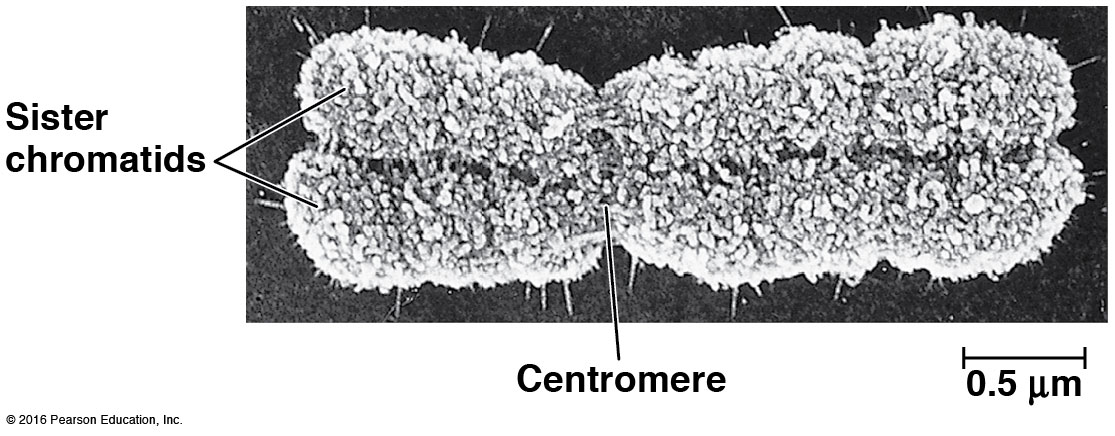 Sister
chromatids
Centromere
0.5 μm
© 2016 Pearson Education, Inc.